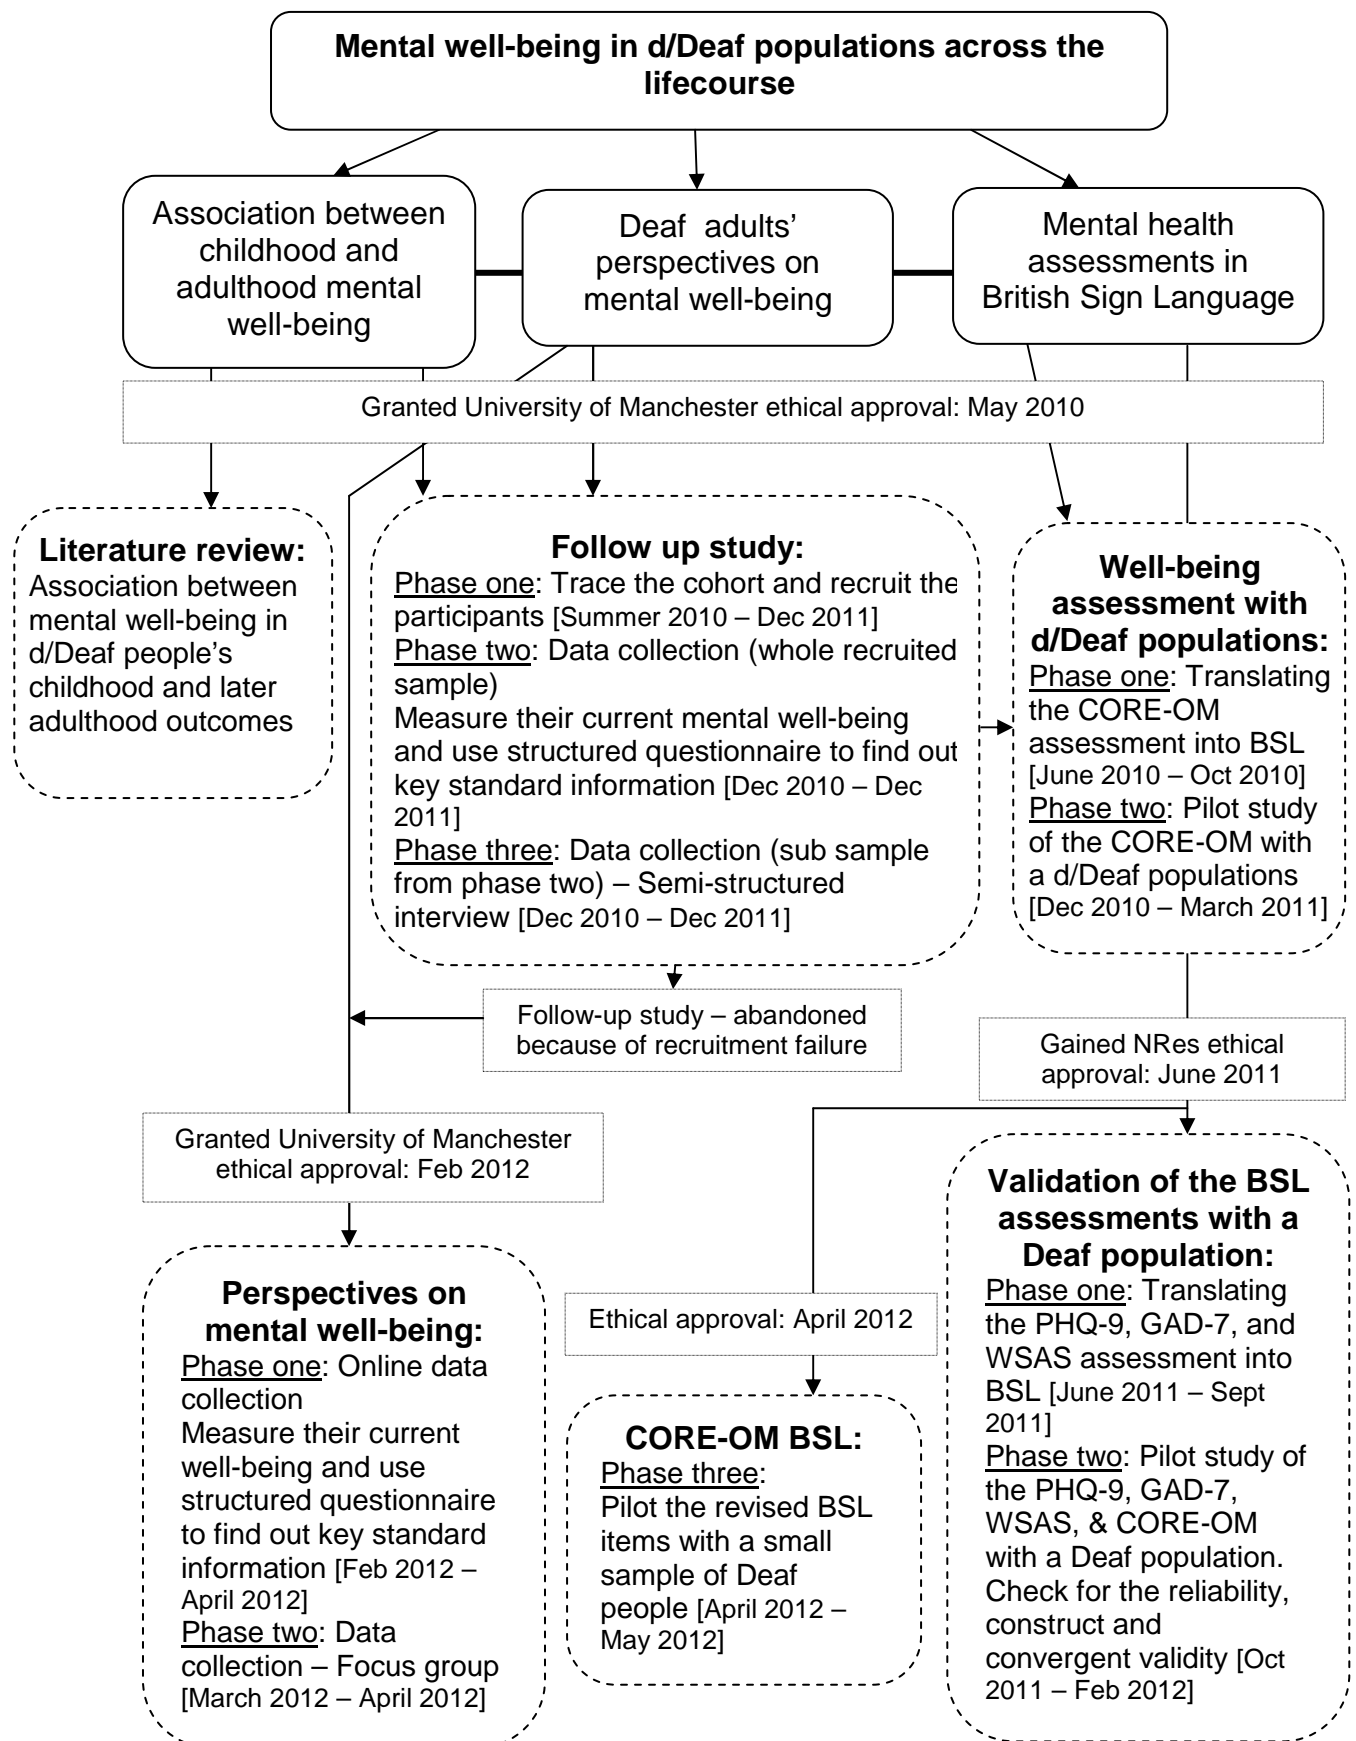 Mental well-being in d/Deaf populations across the
lifecourse
Association between
childhood and
adulthood mental
well-being
Deaf adults’
perspectives on
mental well-being
Mental health
assessments in
British Sign Language
Granted University of Manchester ethical approval: May 2010
Literature review:
Association between
mental well-being in
d/Deaf people’s
childhood and later
adulthood outcomes
Follow up study:
Phase one: Trace the cohort and recruit the
participants [Summer 2010 – Dec 2011]
Phase two: Data collection (whole recruited
sample)
Measure their current mental well-being
and use structured questionnaire to find out
key standard information [Dec 2010 – Dec
2011]
Phase three: Data collection (sub sample
from phase two) – Semi-structured
interview [Dec 2010 – Dec 2011]
Well-being
assessment with
d/Deaf populations:
Phase one: Translating
the CORE-OM
assessment into BSL
[June 2010 – Oct 2010]
Phase two: Pilot study
of the CORE-OM with
a d/Deaf populations
[Dec 2010 – March 2011]
Follow-up study – abandoned
because of recruitment failure
Gained NRes ethical
approval: June 2011
Granted University of Manchester
ethical approval: Feb 2012
Perspectives on
mental well-being:
Phase one: Online data
collection
Measure their current
well-being and use
structured questionnaire
to find out key standard
information [Feb 2012 –
April 2012]
Phase two: Data
collection – Focus group
[March 2012 – April 2012]
Ethical approval: April 2012
CORE-OM BSL:
Phase three:
Pilot the revised BSL
items with a small
sample of Deaf
people [April 2012 –
May 2012]
Validation of the BSL
assessments with a
Deaf population:
Phase one: Translating
the PHQ-9, GAD-7, and
WSAS assessment into
BSL [June 2011 – Sept
2011]
Phase two: Pilot study of
the PHQ-9, GAD-7,
WSAS, & CORE-OM
with a Deaf population.
Check for the reliability,
construct and
convergent validity [Oct
2011 – Feb 2012]